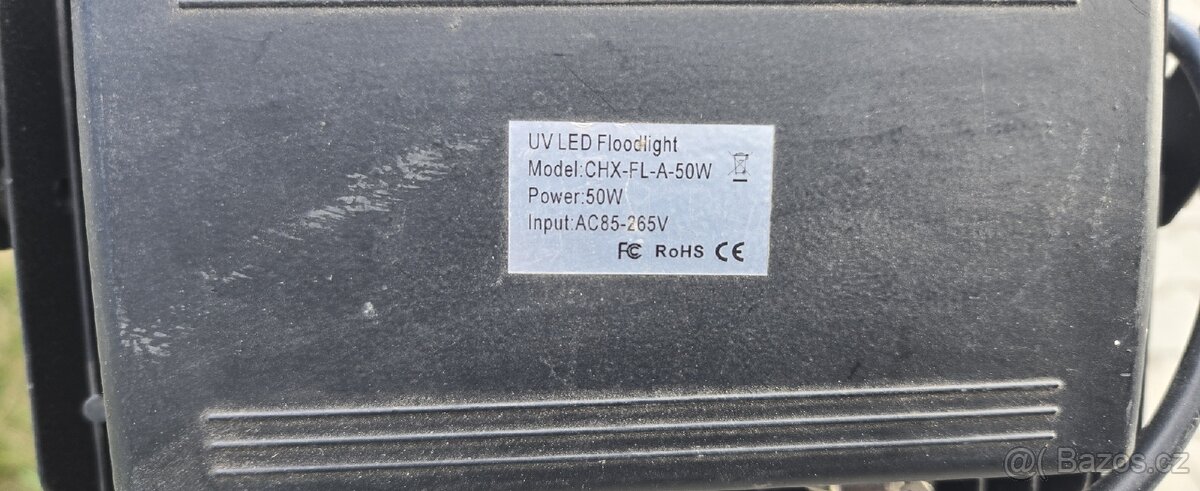 UV LED Floodlight
Model:CHX-FL-A-50W
Power:50W
Input:AC85-265V
FC RoHS CE
@( Bazos.cz